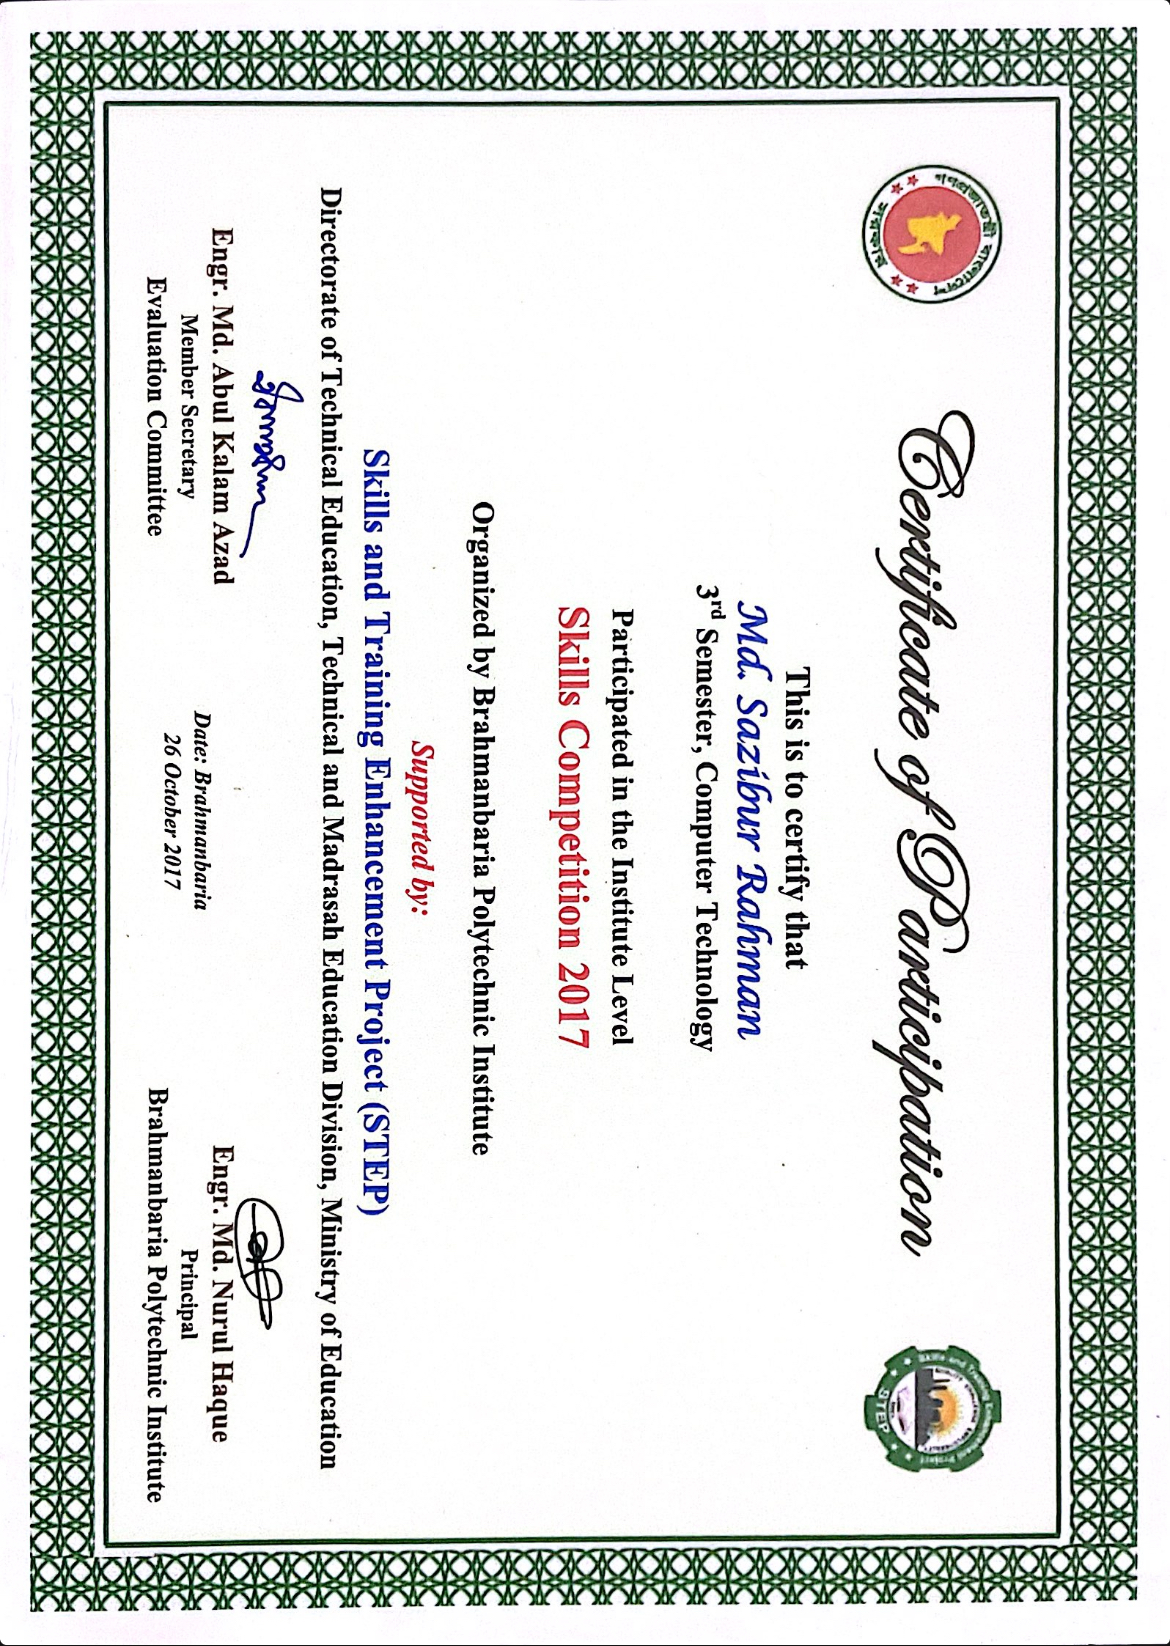 গণপ্রজাতন্ত্রী বাংলাদেশ
সরকার
Certificate of Participation
STEP
This is to certify that
Md. Sazibur Rahman
3rd Semester, Computer Technology
Participated in the Institute Level
Skills Competition 2017
Organized by Brahmanbaria Polytechnic Institute
Supported by:
Skills and Training Enhancement Project (STEP)
Directorate of Technical Education, Technical and Madrasah Education Division, Ministry of Education
Engr. Md. Abul Kalam Azad
Member Secretary
Evaluation Committee
Date: Brahmanbaria
26 October 2017
Engr. Md. Nurul Haque
Principal
Brahmanbaria Polytechnic Institute